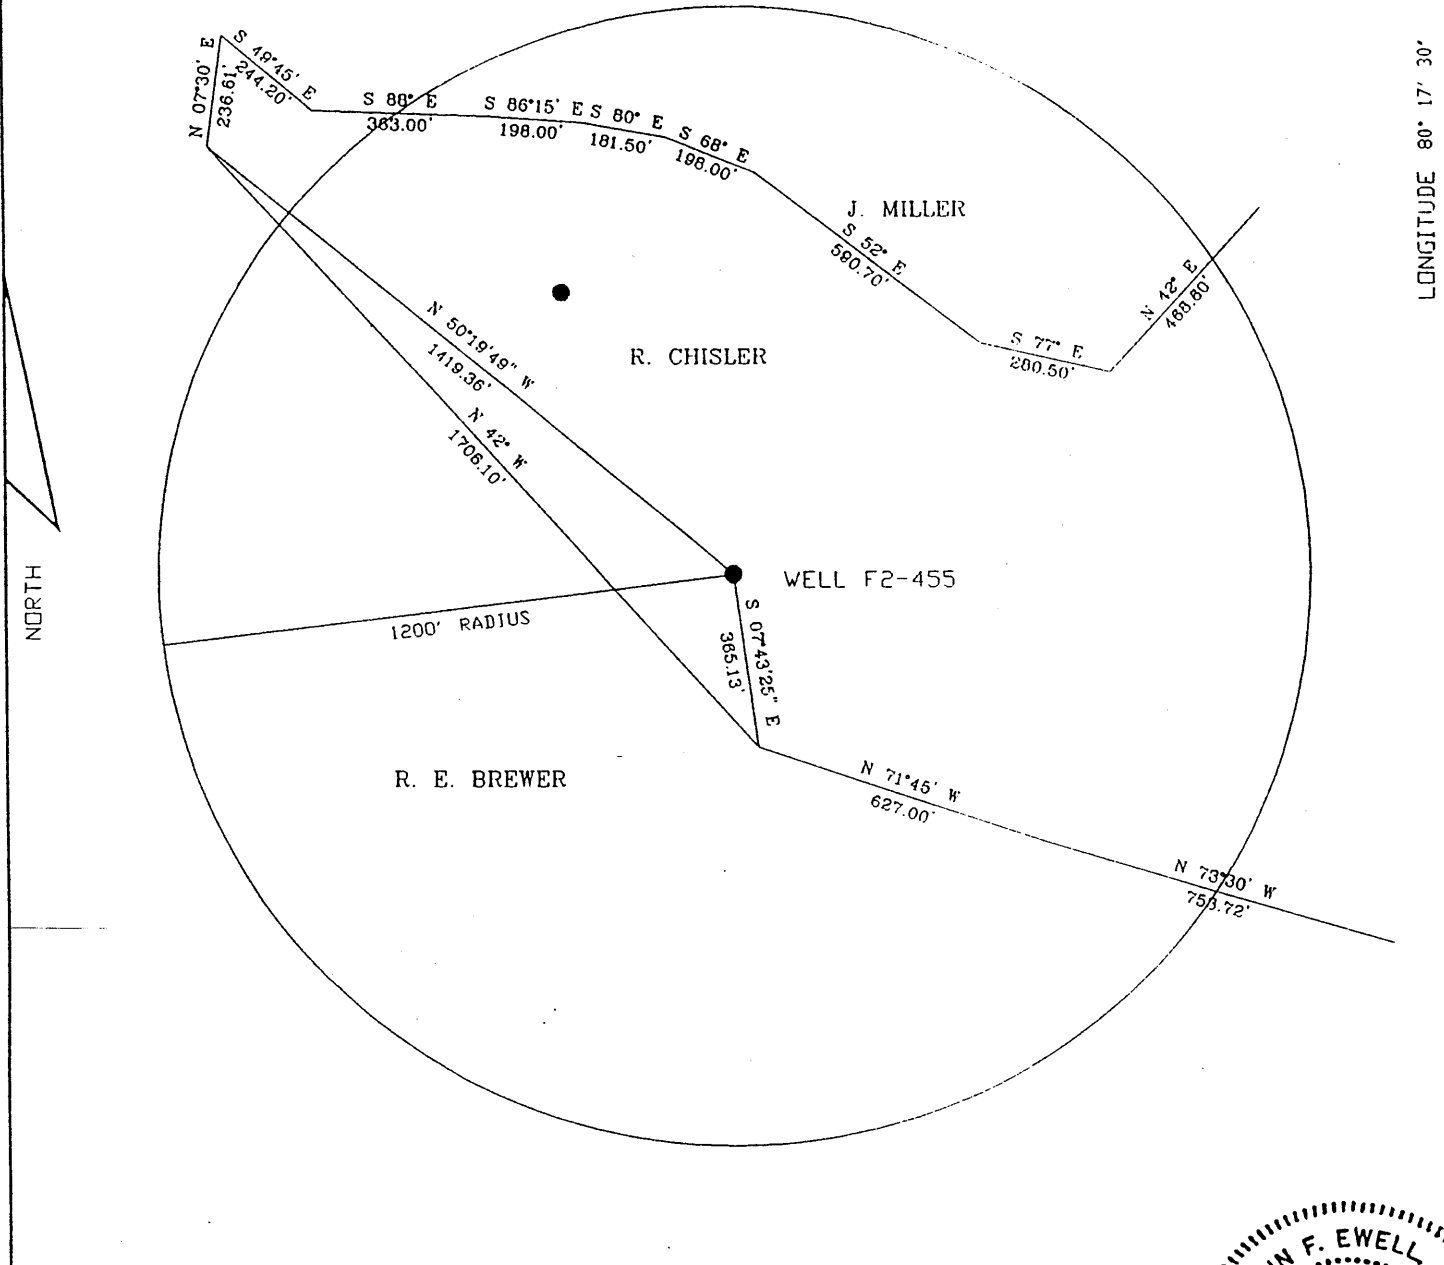 LONGITUDE 80° 17' 30"
N 07°30' E
236.61'
S 49°45' E
244.20'
S 88° E
363.00'
S 86°15' E
198.00'
S 80° E
181.50'
S 68° E
198.00'
J. MILLER
S 52° E
590.70'
N 42° E
468.60'
S 77° E
280.50'
R. CHISLER
N 50°19'49" W
1419.36'
N 42° W
1706.10'
NORTH
WELL F2-455
1200' RADIUS
S 07°43'25" E
365.13'
R. E. BREWER
N 71°45' W
627.00'
N 73°30' W
753.72'
F. EWELL